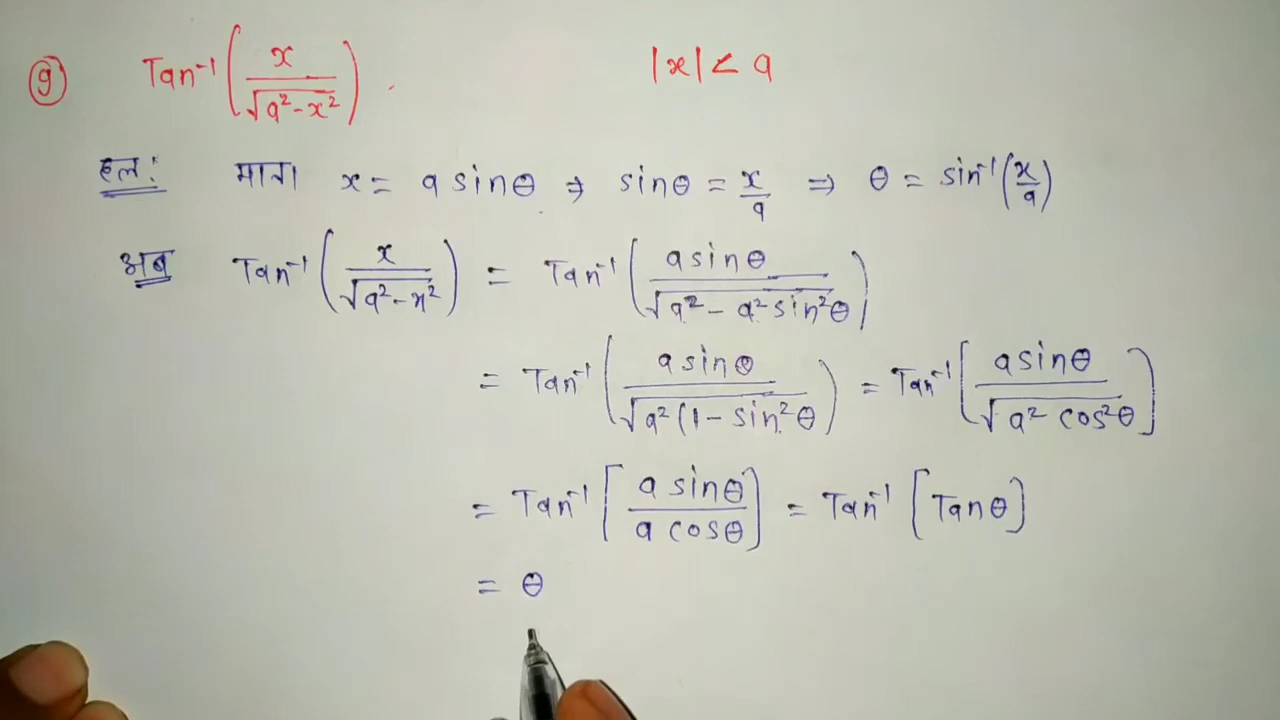 (9) Tan⁻¹(x/√(a²-x²)). |x| < a
हल: माना x = a sinθ ⇒ sinθ = x/a ⇒ θ = sin⁻¹(x/a)
अब Tan⁻¹(x/√(a²-x²)) = Tan⁻¹(a sinθ/√(a²-a²sin²θ))
= Tan⁻¹(a sinθ/√(a²(1-sin²θ)) = Tan⁻¹[a sinθ/√(a² cos²θ)]
= Tan⁻¹[a sinθ/a cosθ] = Tan⁻¹[Tanθ]
= θ